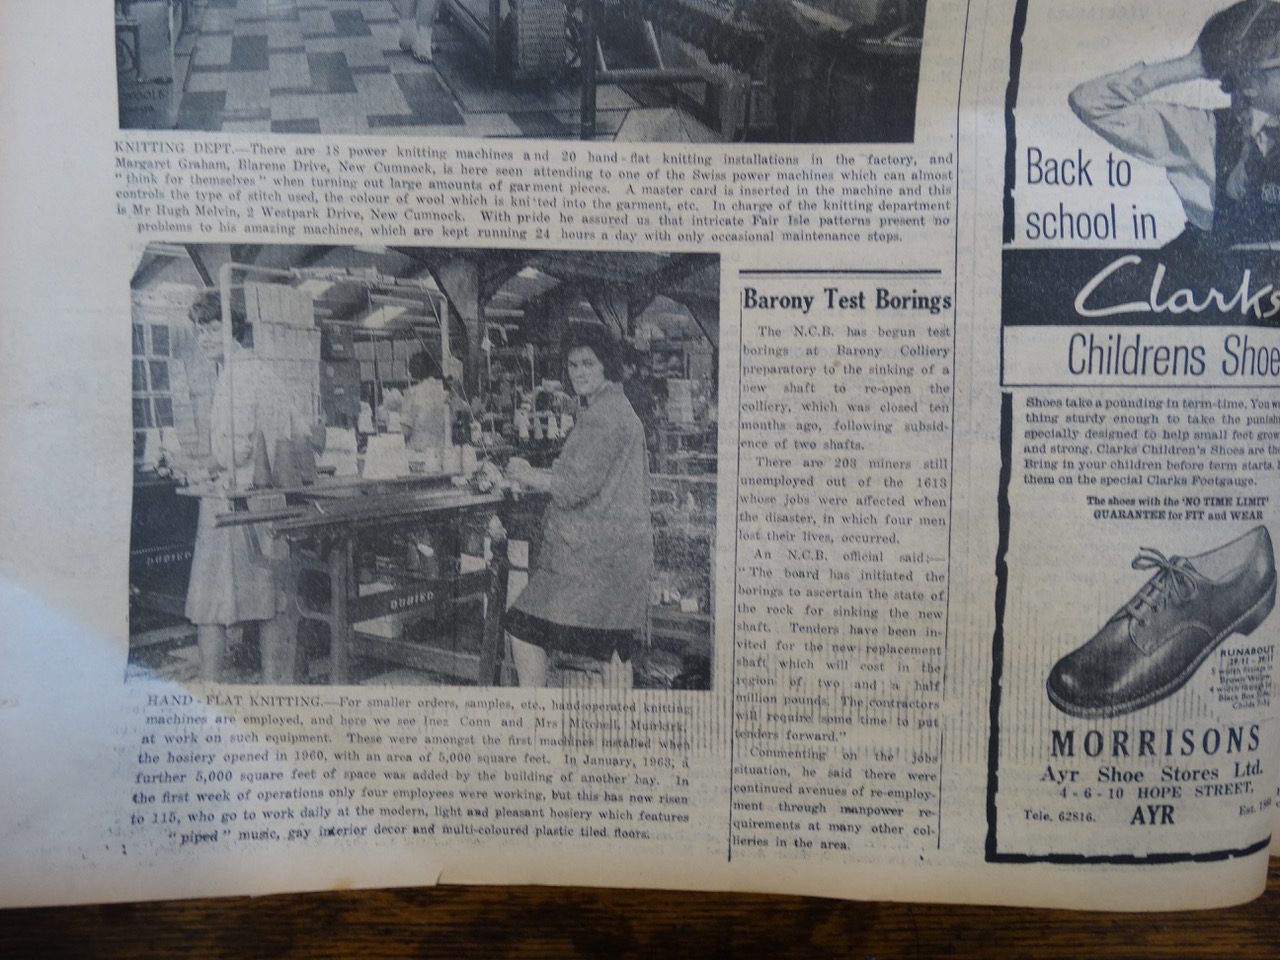 KNITTING DEPT.—There are 18 power knitting machines and 20 hand-flat knitting installations in the factory, and
Margaret Graham, Blarene Drive, New Cumnock, is here seen attending to one of the Swiss power machines which can almost
"think for themselves" when turning out large amounts of garment pieces. A master card is inserted in the machine and this
controls the type of stitch used, the colour of wool which is kni'ted into the garment, etc. In charge of the knitting department
is Mr Hugh Melvin, 2 Westpark Drive, New Cumnock. With pride he assured us that intricate Fair Isle patterns present no
problems to his amazing machines, which are kept running 24 hours a day with only occasional maintenance stops.
DUBIED
DUBIED
HAND-FLAT KNITTING.—For smaller orders, samples, etc., hand-operated knitting
machines are employed, and here we see Inez Conn and Mrs Mitchell, Muirkirk,
at work on such equipment. These were amongst the first machines installed when
the hosiery opened in 1960, with an area of 5,000 square feet. In January, 1963, a
further 5,000 square feet of space was added by the building of another bay. In
the first week of operations only four employees were working, but this has now risen
to 115, who go to work daily at the modern, light and pleasant hosiery which features
"piped" music, gay interior decor and multi-coloured plastic tiled floors.
Barony Test Borings
The N.C.B. has begun test
borings at Barony Colliery
preparatory to the sinking of a
new shaft to re-open the
colliery, which was closed ten
months ago, following subsid-
ence of two shafts.
There are 203 miners still
unemployed out of the 1613
whose jobs were affected when
the disaster, in which four men
lost their lives, occurred.
An N.C.B. official said:—
"The board has initiated the
borings to ascertain the state of
the rock for sinking the new
shaft. Tenders have been in-
vited for the new replacement
shaft which will cost in the
region of two and a half
million pounds. The contractors
will require some time to put
tenders forward."
Commenting on the jobs
situation, he said there were
continued avenues of re-employ-
ment through manpower re-
quirements at many other col-
lieries in the area.
Back to
school in
Clarks
Childrens Shoe
Shoes take a pounding in term-time. You
thing sturdy enough to take the punish
specially designed to help small feet grow
and strong. Clarks Children's Shoes are
Bring in your children before term starts.
them on the special Clarks Footgauge.
The shoes with the 'NO TIME LIMIT'
GUARANTEE for FIT and WEAR
RUNABOUT
MORRISONS
Ayr Shoe Stores Ltd.
4-6-10 HOPE STREET,
Tele. 62816. AYR Est.